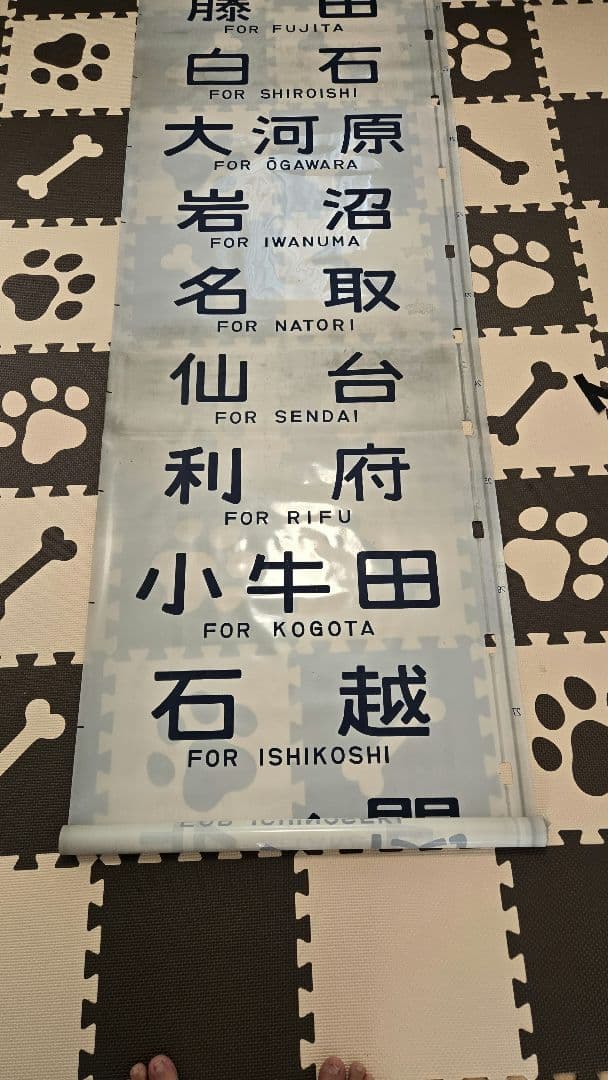 藤田
FOR FUJITA
白石
FOR SHIROISHI
大河原
FOR ŌGAWARA
岩沼
FOR IWANUMA
名取
FOR NATORI
仙台
FOR SENDAI
利府
FOR RIFU
小牛田
FOR KOGOTA
石越
FOR ISHIKOSHI
27